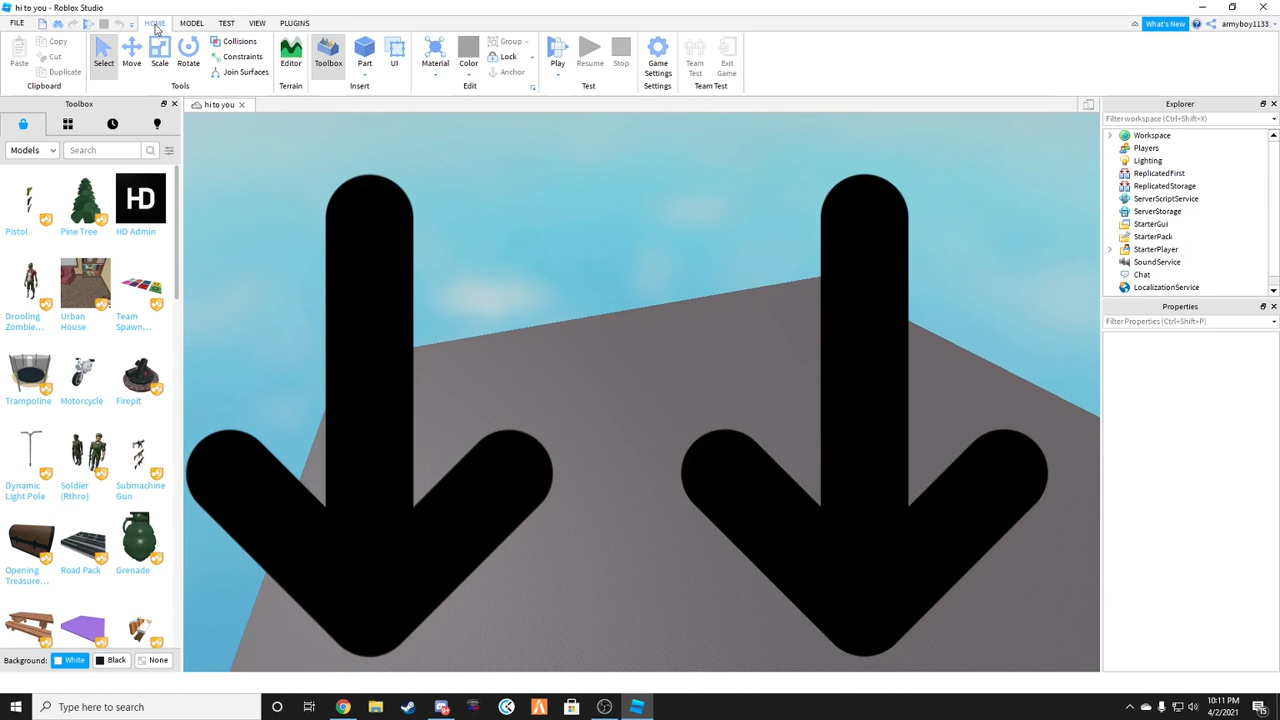 hi to you - Roblox Studio
FILE HOME MODEL TEST VIEW PLUGINS What's New armyboy1133
Paste Copy Cut Duplicate Clipboard
Select Move Scale Rotate Collisions Constraints Join Surfaces Tools
Editor Terrain
Toolbox Part UI Insert
Material Color Group Lock Anchor Edit
Play Resume Stop Test
Game Settings Settings
Team Test Exit Game Team Test
Toolbox
hi to you
Models Search
Pistol Pine Tree HD Admin
HD
Drooling Zombie... Urban House Team Spawn...
Trampoline Motorcycle Firepit
Dynamic Light Pole Soldier (Rthro) Submachine Gun
Opening Treasure... Road Pack Grenade
Background: White Black None
Explorer
Filter workspace (Ctrl+Shift+X)
Workspace
Players
Lighting
ReplicatedFirst
ReplicatedStorage
ServerScriptService
ServerStorage
StarterGui
StarterPack
StarterPlayer
SoundService
Chat
LocalizationService
Properties
Filter Properties (Ctrl+Shift+P)
Type here to search
10:11 PM
4/2/2021